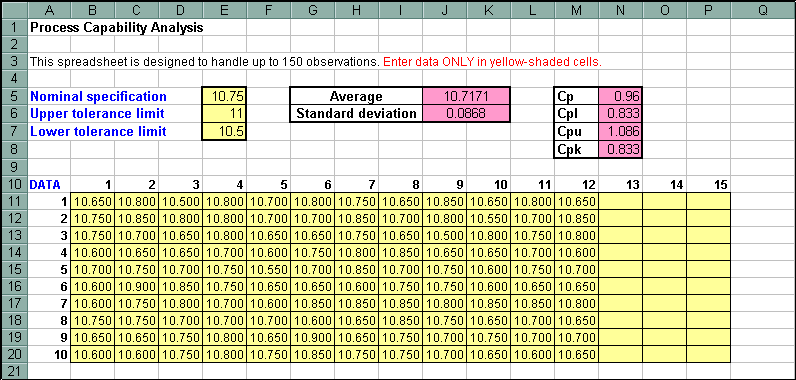 A B C D E F G H I J K L M N O P Q
1 Process Capability Analysis
2
3 This spreadsheet is designed to handle up to 150 observations. Enter data ONLY in yellow-shaded cells.
4
5 Nominal specification 10.75 Average 10.7171 Cp 0.96
6 Upper tolerance limit 11 Standard deviation 0.0868 Cpl 0.833
7 Lower tolerance limit 10.5 Cpu 1.086
8 Cpk 0.833
9
10 DATA 1 2 3 4 5 6 7 8 9 10 11 12 13 14 15
11 1 10.650 10.800 10.500 10.800 10.700 10.800 10.750 10.650 10.850 10.650 10.800 10.650
12 2 10.750 10.850 10.800 10.800 10.700 10.700 10.850 10.700 10.800 10.550 10.700 10.850
13 3 10.750 10.700 10.650 10.800 10.650 10.650 10.750 10.650 10.500 10.800 10.750 10.800
14 4 10.600 10.650 10.700 10.650 10.700 10.600 10.800 10.650 10.700 10.650 10.700 10.600
15 5 10.700 10.750 10.700 10.750 10.550 10.700 10.850 10.700 10.750 10.600 10.750 10.700
16 6 10.600 10.900 10.850 10.750 10.650 10.650 10.700 10.750 10.750 10.600 10.750 10.650
17 7 10.600 10.750 10.800 10.700 10.600 10.850 10.850 10.850 10.800 10.850 10.850 10.800
18 8 10.750 10.750 10.700 10.700 10.700 10.600 10.850 10.750 10.650 10.700 10.700 10.650
19 9 10.650 10.650 10.750 10.850 10.650 10.900 10.650 10.750 10.600 10.750 10.700 10.700
20 10 10.600 10.600 10.750 10.800 10.750 10.850 10.750 10.750 10.700 10.650 10.600 10.650
21